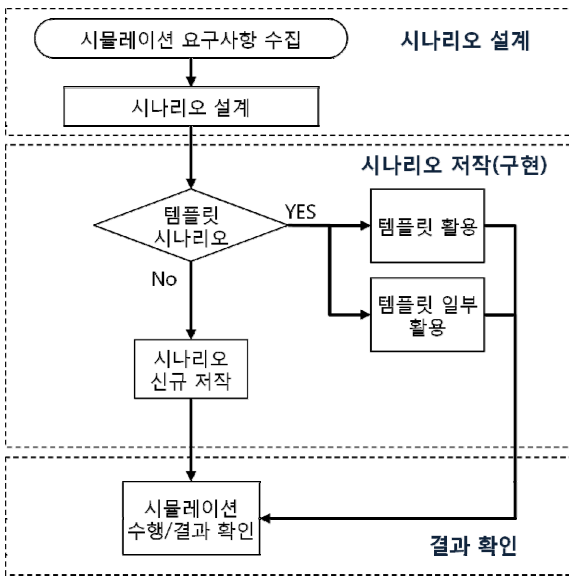 시뮬레이션 요구사항 수집
시나리오 설계
시나리오 설계
시나리오 저작(구현)
템플릿
시나리오
YES
템플릿 활용
No
템플릿 일부
활용
시나리오
신규 저작
시뮬레이션
수행/결과 확인
결과 확인